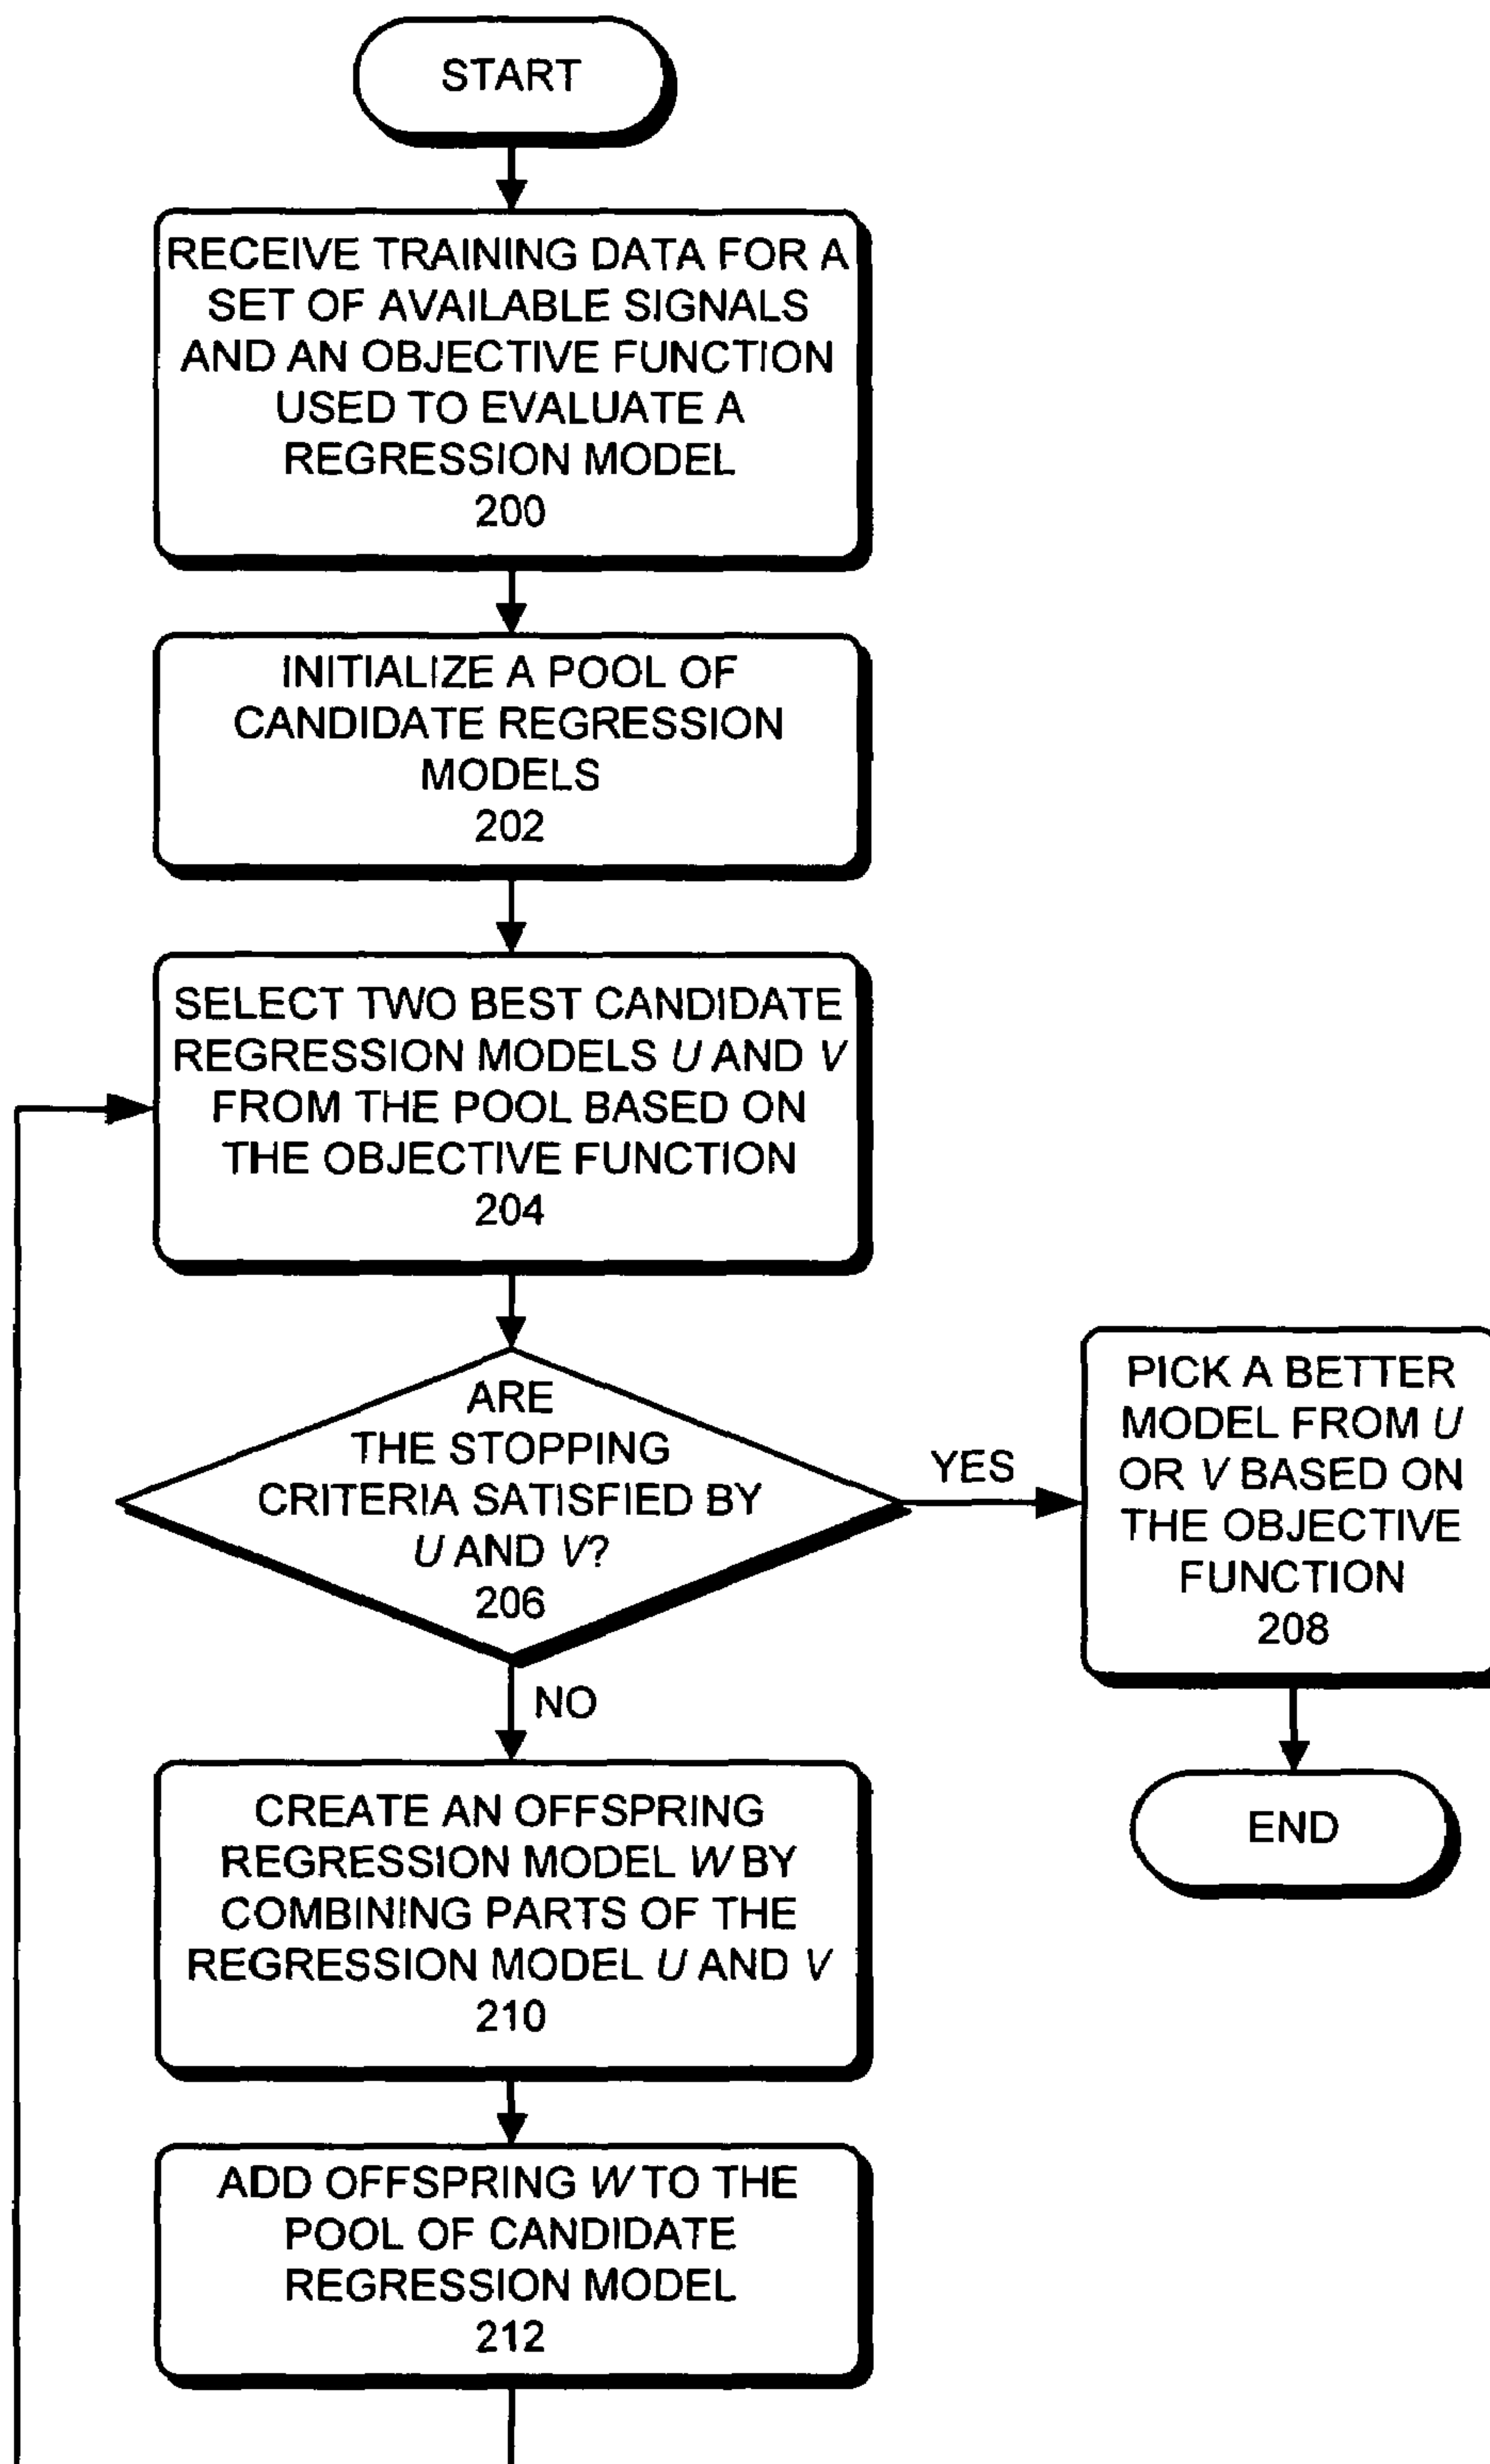 START
RECEIVE TRAINING DATA FOR A
SET OF AVAILABLE SIGNALS
AND AN OBJECTIVE FUNCTION
USED TO EVALUATE A
REGRESSION MODEL
200
INITIALIZE A POOL OF
CANDIDATE REGRESSION
MODELS
202
SELECT TWO BEST CANDIDATE
REGRESSION MODELS U AND V
FROM THE POOL BASED ON
THE OBJECTIVE FUNCTION
204
ARE
THE STOPPING
CRITERIA SATISFIED BY
U AND V?
206
YES
PICK A BETTER
MODEL FROM U
OR V BASED ON
THE OBJECTIVE
FUNCTION
208
END
NO
CREATE AN OFFSPRING
REGRESSION MODEL W BY
COMBINING PARTS OF THE
REGRESSION MODEL U AND V
210
ADD OFFSPRING W TO THE
POOL OF CANDIDATE
REGRESSION MODEL
212